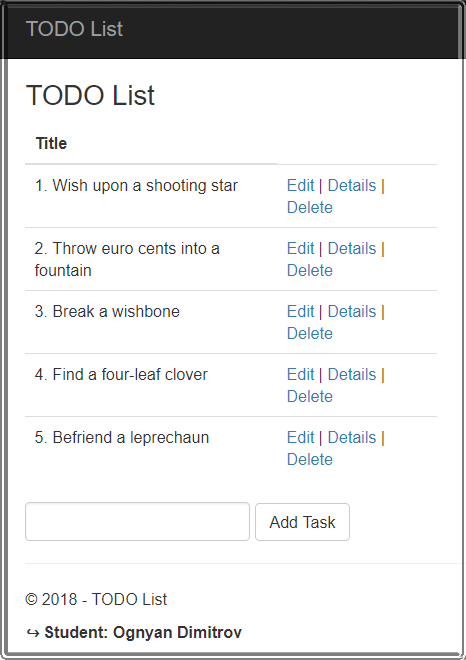 TODO List
TODO List
Title
1. Wish upon a shooting star
Edit | Details |
Delete
2. Throw euro cents into a
fountain
Edit | Details |
Delete
3. Break a wishbone
Edit | Details |
Delete
4. Find a four-leaf clover
Edit | Details |
Delete
5. Befriend a leprechaun
Edit | Details |
Delete
Add Task
© 2018 - TODO List
↪ Student: Ognyan Dimitrov